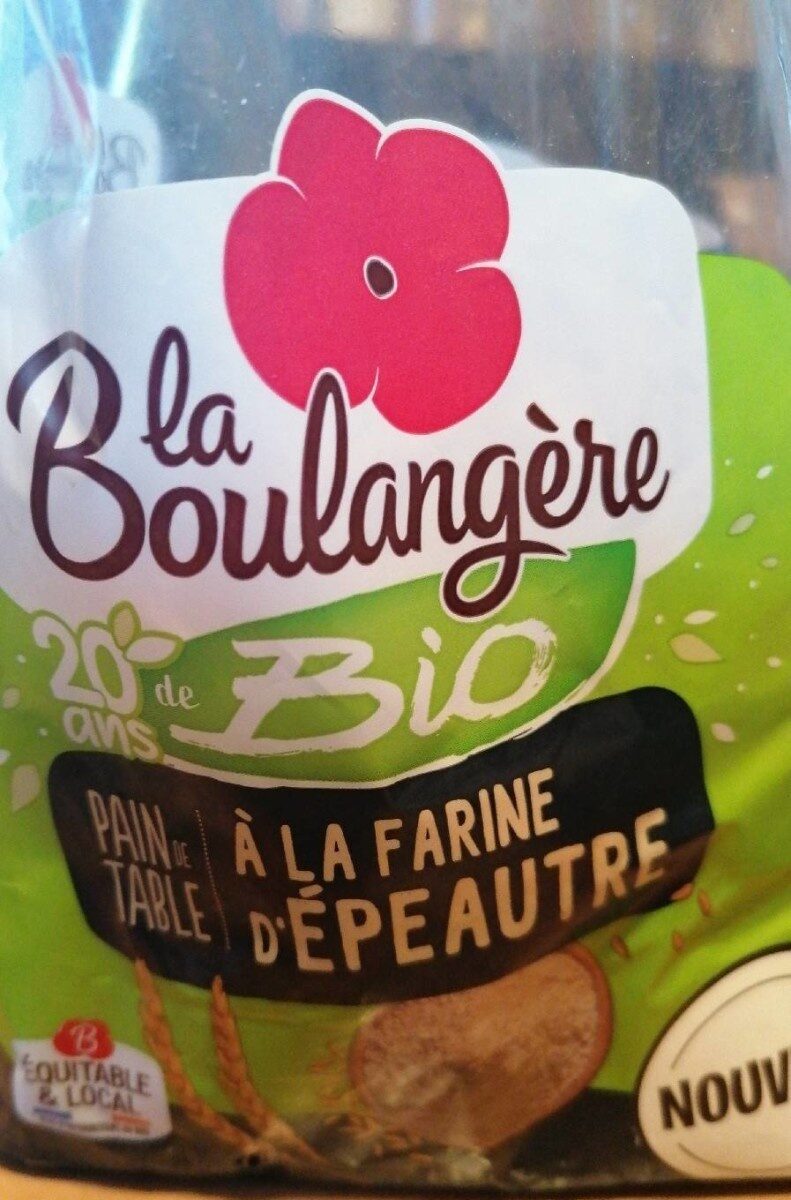 la
Boulangère
20 de Bio
ans
PAIN DE
TABLE
À LA FARINE
D'ÉPEAUTRE
B
ÉQUITABLE
& LOCAL
NOUV